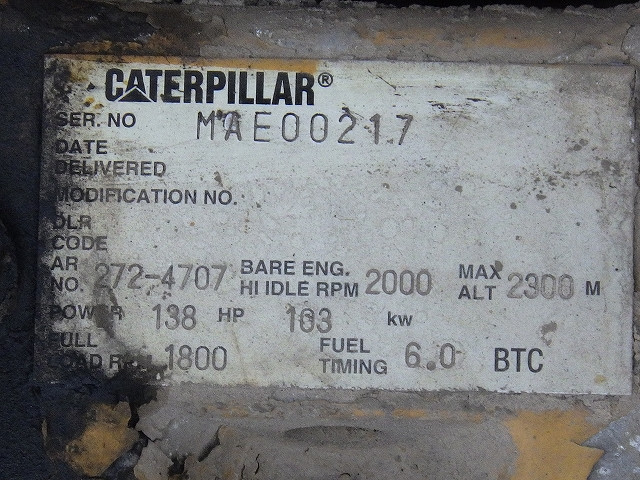 CATERPILLAR®
SER. NO MAE00217
DATE
DELIVERED
MODIFICATION NO.
DLR
CODE
AR
NO. 272-4707 BARE ENG. HI IDLE RPM 2000 MAX ALT 2300 M
POWER 138 HP 103 kw
FULL
LOAD RPM 1800 FUEL TIMING 6.0 BTC